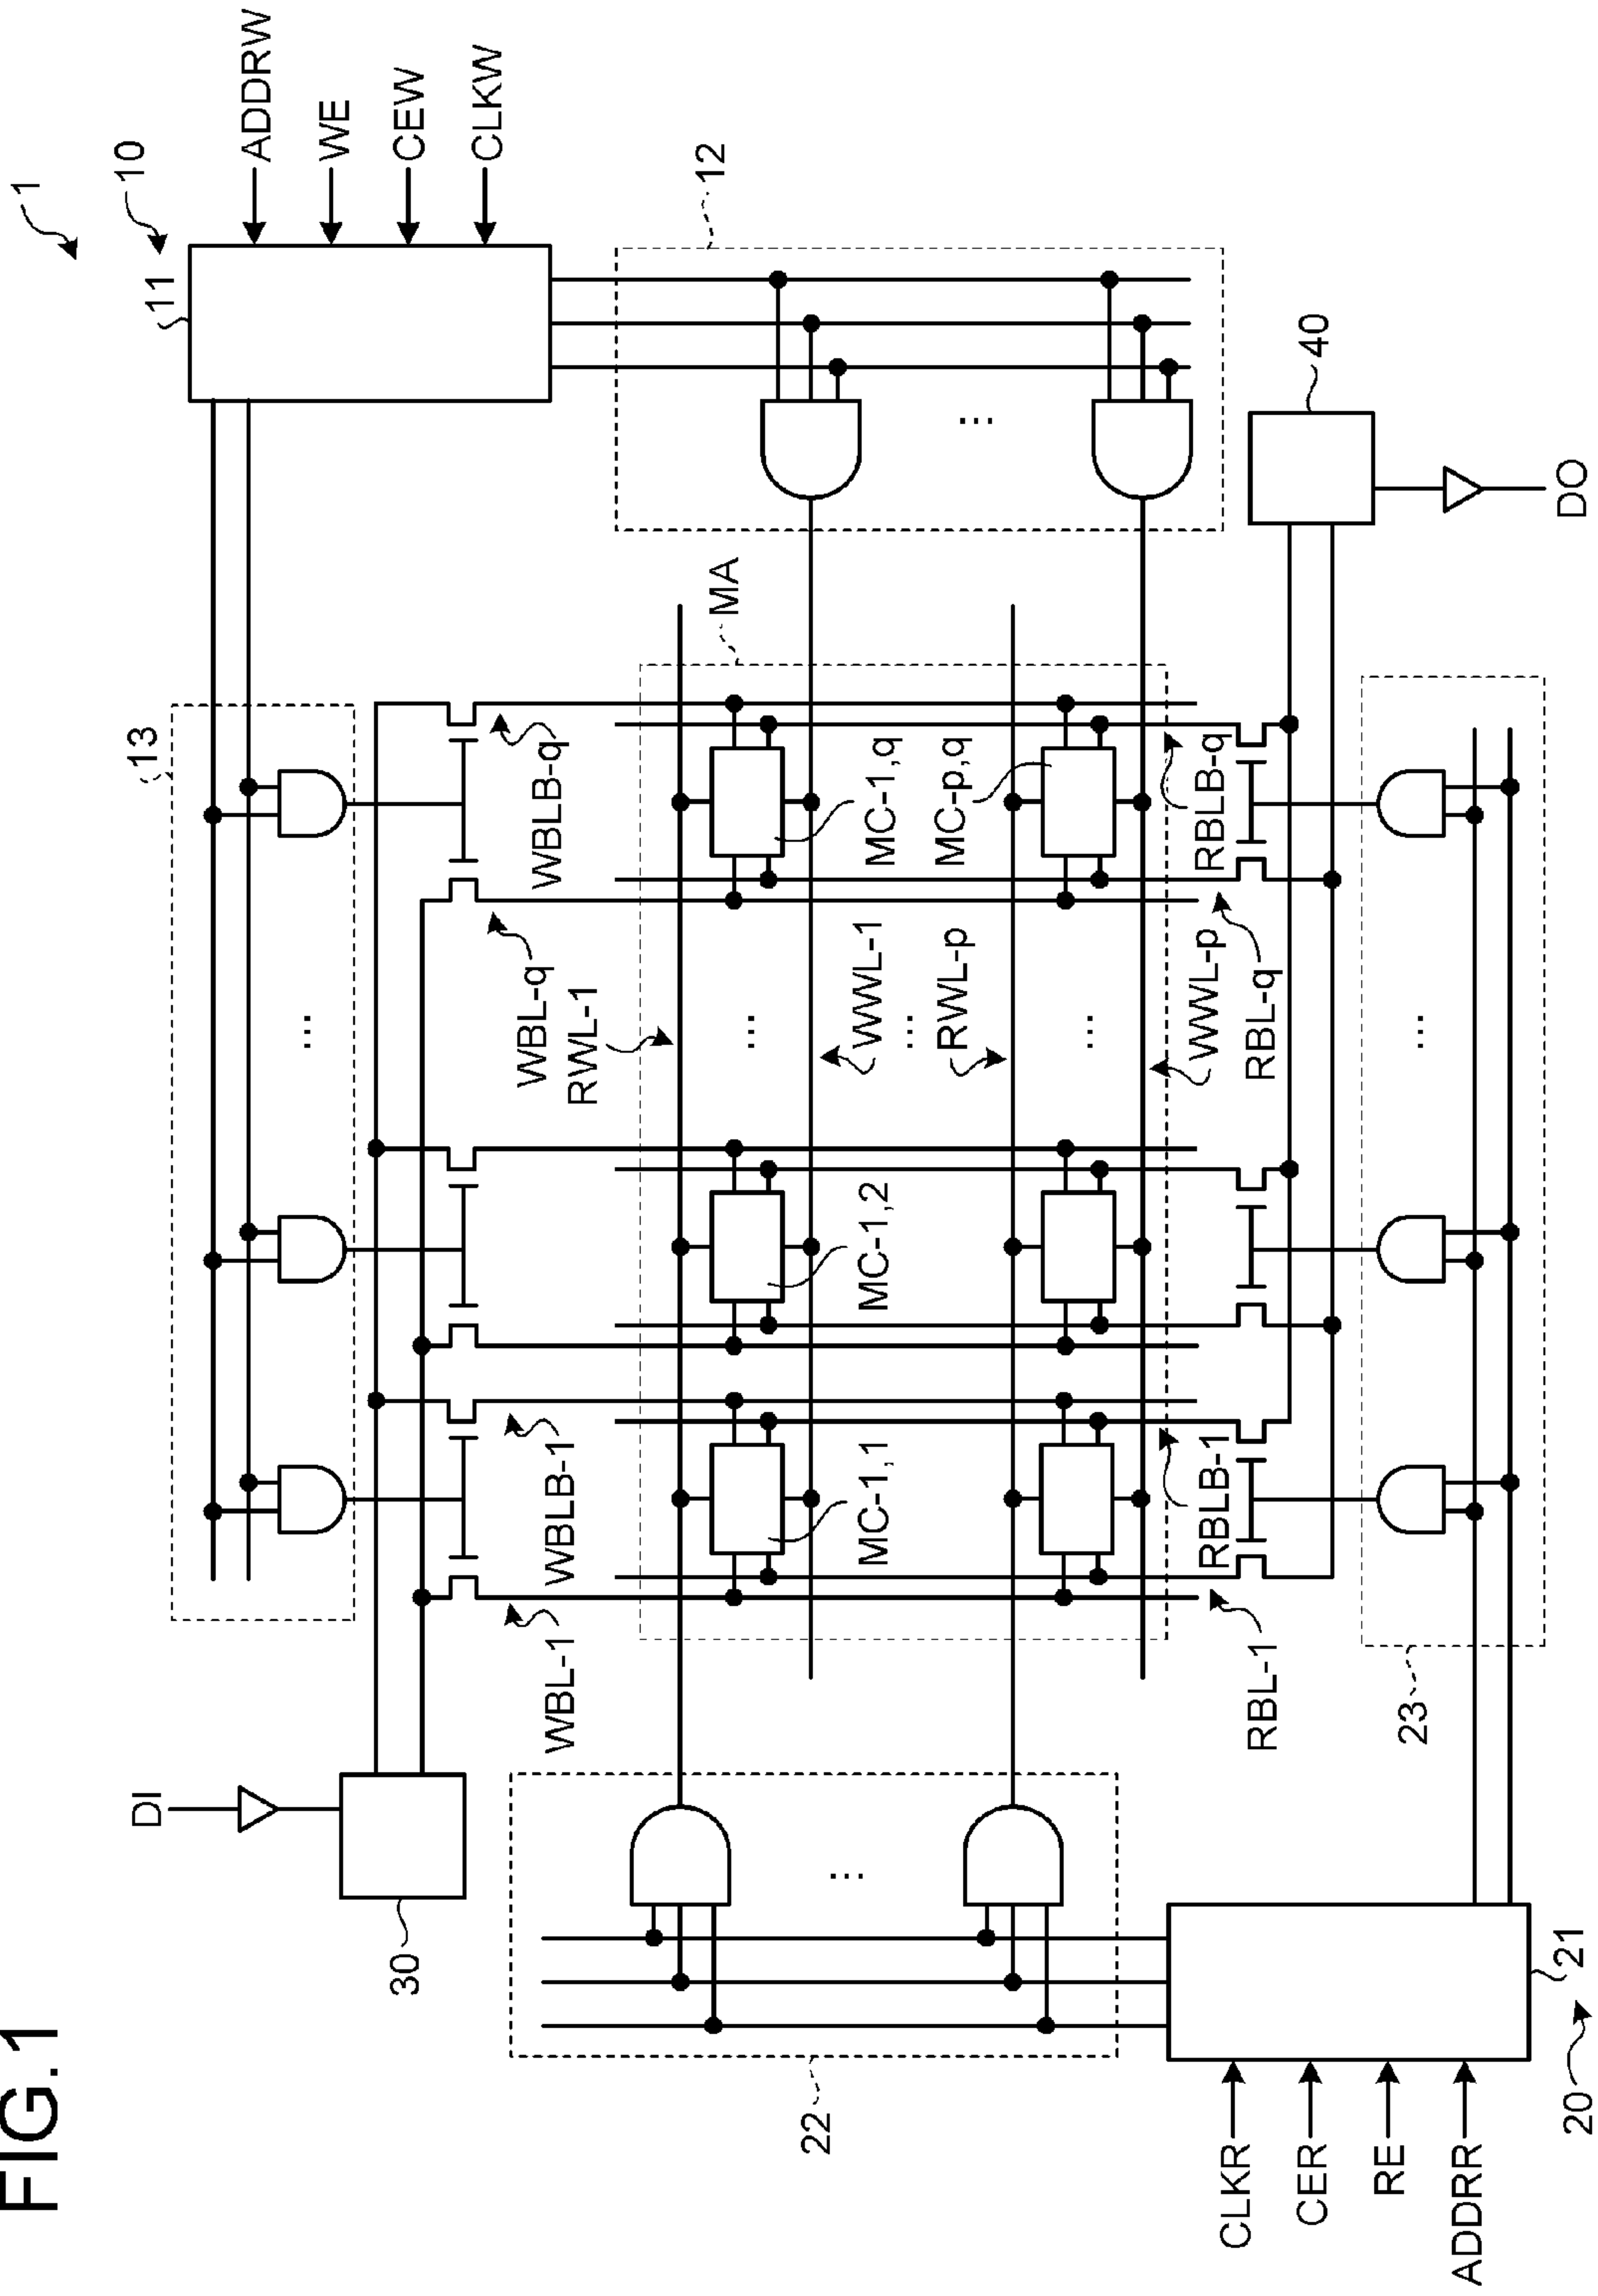 FIG.1
1
10
11
ADDRW
WE
CEW
CLKW
12
13
DI
30
WBL-1
WBLB-1
WBL-q
WBLB-q
RWL-1
MA
MC-1,1
MC-1,2
MC-1,q
WWL-1
...
...
...
...
...
...
...
RWL-p
MC-p,q
WWL-p
RBL-1
RBLB-1
RBL-q
RBLB-q
40
DO
22
23
CLKR
CER
RE
ADDRR
21
20